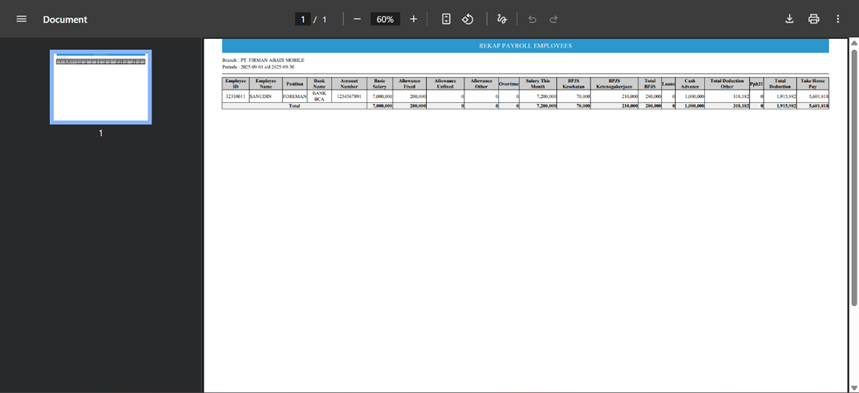 Document
1 / 1
60%
1
REKAP PAYROLL EMPLOYEES
Branch : PT. FIRMAN ABADI MOBILE
Periode : 2025-09-01 s/d 2025-09-30
Employee ID Employee Name Position Bank Name Account Number Basic Salary Allowance Fixed Allowance Unfixed Allowance Other Overtime Salary This Month BPJS Kesehatan BPJS Ketenagakerjaan Total BPJS Loans Cash Advance Total Deduction Other Pph21 Total Deduction Take Home Pay
32310011 SANUDIN FOREMAN BANK BCA 1234567891 7,000,000 200,000 0 0 0 7,200,000 70,000 210,000 280,000 0 1,000,000 318,182 0 1,915,982 5,601,818
Total 7,000,000 200,000 0 0 0 7,200,000 70,000 210,000 280,000 0 1,000,000 318,182 0 1,915,982 5,601,818